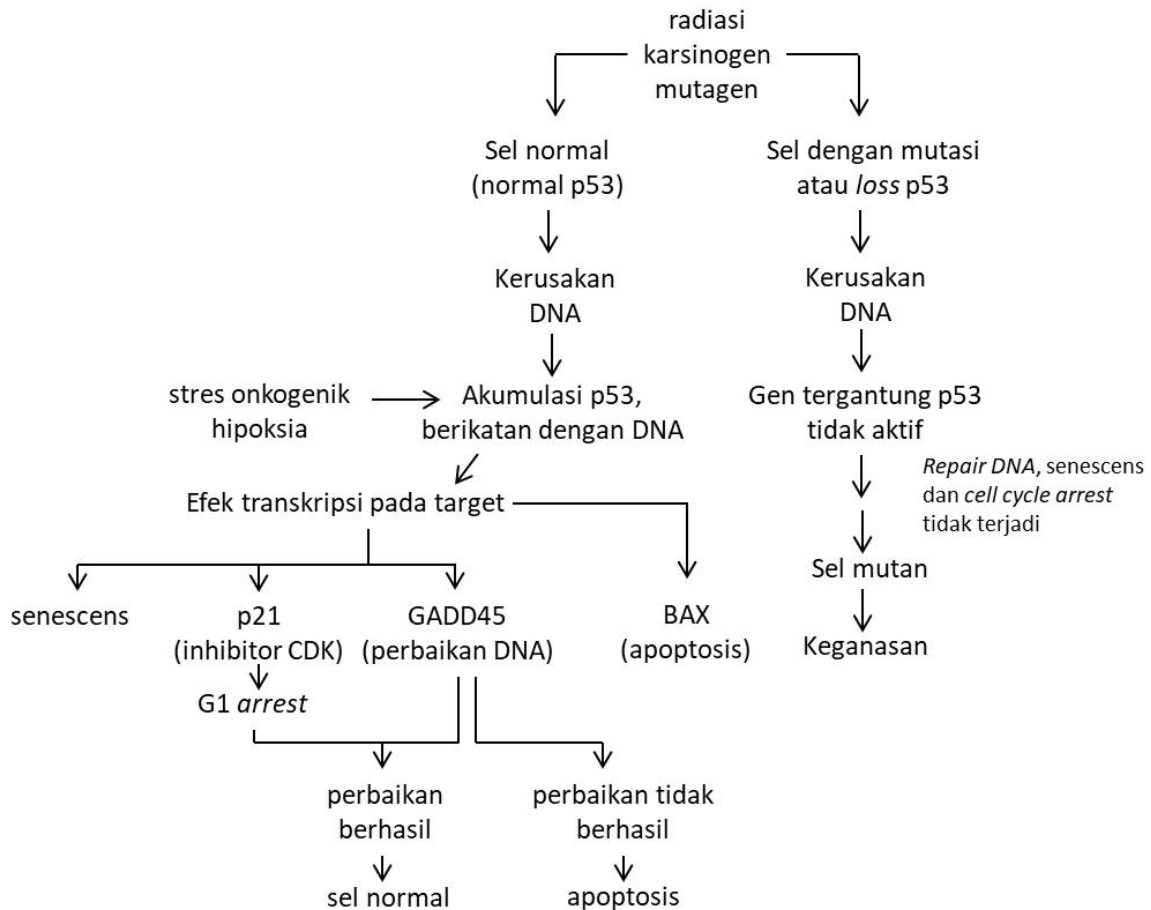 radiasi
karsinogen
mutagen
Sel normal
(normal p53)
Sel dengan mutasi
atau loss p53
Kerusakan
DNA
Kerusakan
DNA
stres onkogenik
hipoksia
Akumulasi p53,
berikatan dengan DNA
Gen tergantung p53
tidak aktif
Repair DNA, senescens
dan cell cycle arrest
tidak terjadi
Efek transkripsi pada target
Sel mutan
senescens
p21
(inhibitor CDK)
GADD45
(perbaikan DNA)
BAX
(apoptosis)
Keganasan
G1 arrest
perbaikan
berhasil
perbaikan tidak
berhasil
sel normal
apoptosis